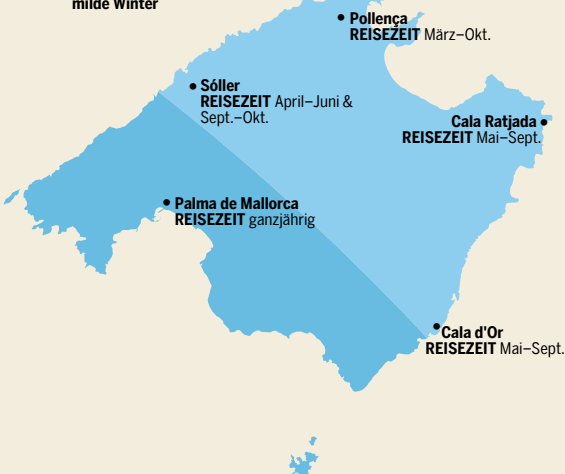 milde Winter
Pollença
REISEZEIT März–Okt.
Sóller
REISEZEIT April–Juni &
Sept.–Okt.
Cala Ratjada
REISEZEIT Mai–Sept.
Palma de Mallorca
REISEZEIT ganzjährig
Cala d'Or
REISEZEIT Mai–Sept.